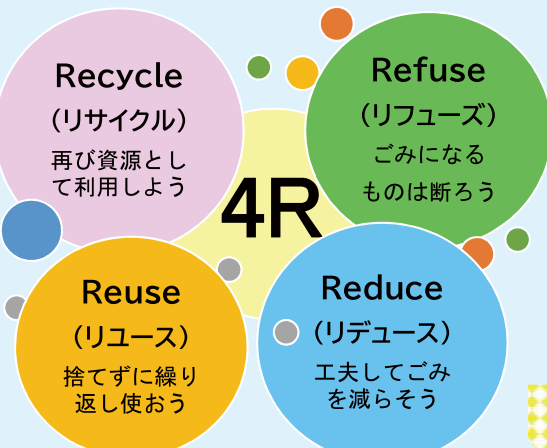 Recycle
(リサイクル)
再び資源とし
て利用しよう
Refuse
(リフューズ)
ごみになる
ものは断ろう
4R
Reuse
(リユース)
捨てずに繰り
返し使おう
Reduce
(リデュース)
工夫してごみ
を減らそう